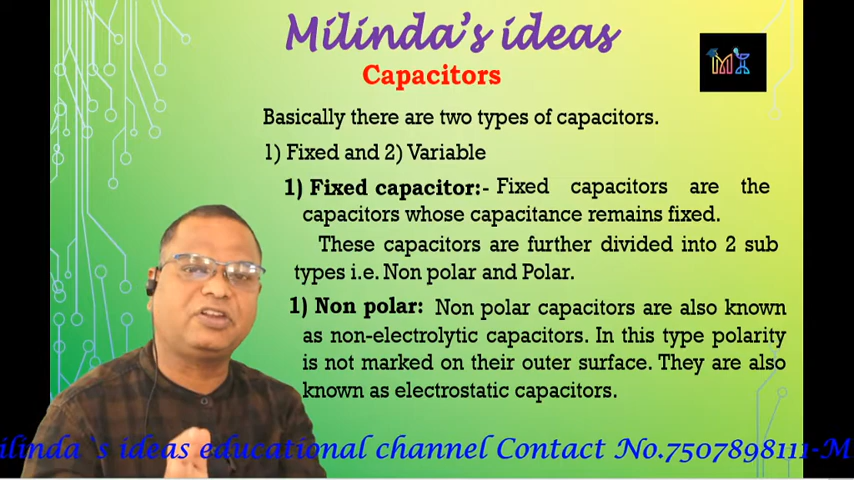 Milinda's ideas
MI
Capacitors
Basically there are two types of capacitors.
1) Fixed and 2) Variable
1) Fixed capacitor:- Fixed capacitors are the
capacitors whose capacitance remains fixed.
These capacitors are further divided into 2 sub
types i.e. Non polar and Polar.
1) Non polar: Non polar capacitors are also known
as non-electrolytic capacitors. In this type polarity
is not marked on their outer surface. They are also
known as electrostatic capacitors.
ilinda`s ideas educational channel Contact No.7507898111-M